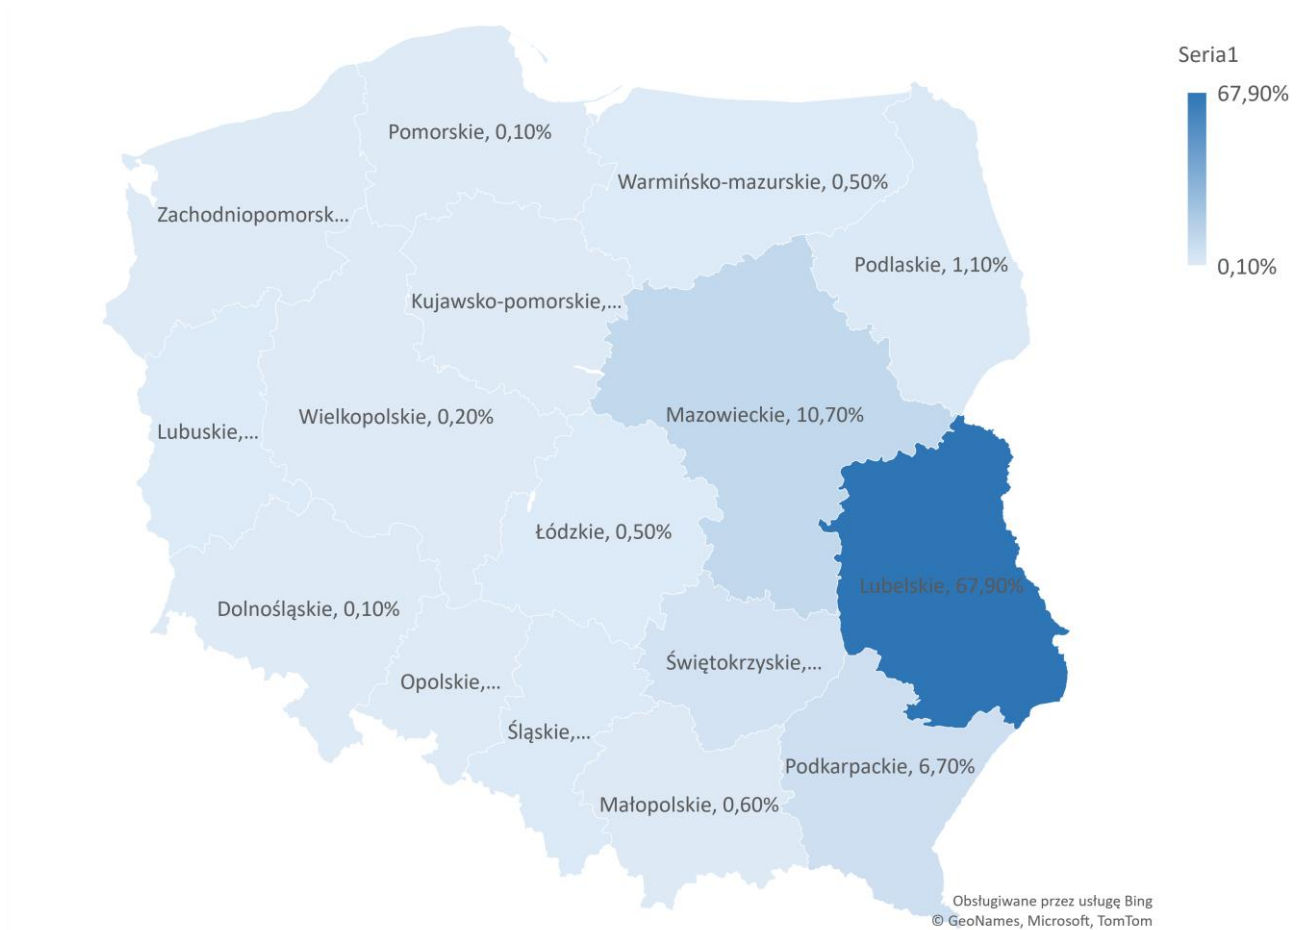 Seria1
67,90%
0,10%
Pomorskie, 0,10%
Warmińsko-mazurskie, 0,50%
Zachodniopomorsk...
Podlaskie, 1,10%
Kujawsko-pomorskie,...
Mazowieckie, 10,70%
Wielkopolskie, 0,20%
Lubuskie,...
Łódzkie, 0,50%
Lubelskie, 67,90%
Dolnośląskie, 0,10%
Świętokrzyskie,...
Opolskie,...
Śląskie,...
Podkarpackie, 6,70%
Małopolskie, 0,60%
Obsługiwane przez usługę Bing
© GeoNames, Microsoft, TomTom